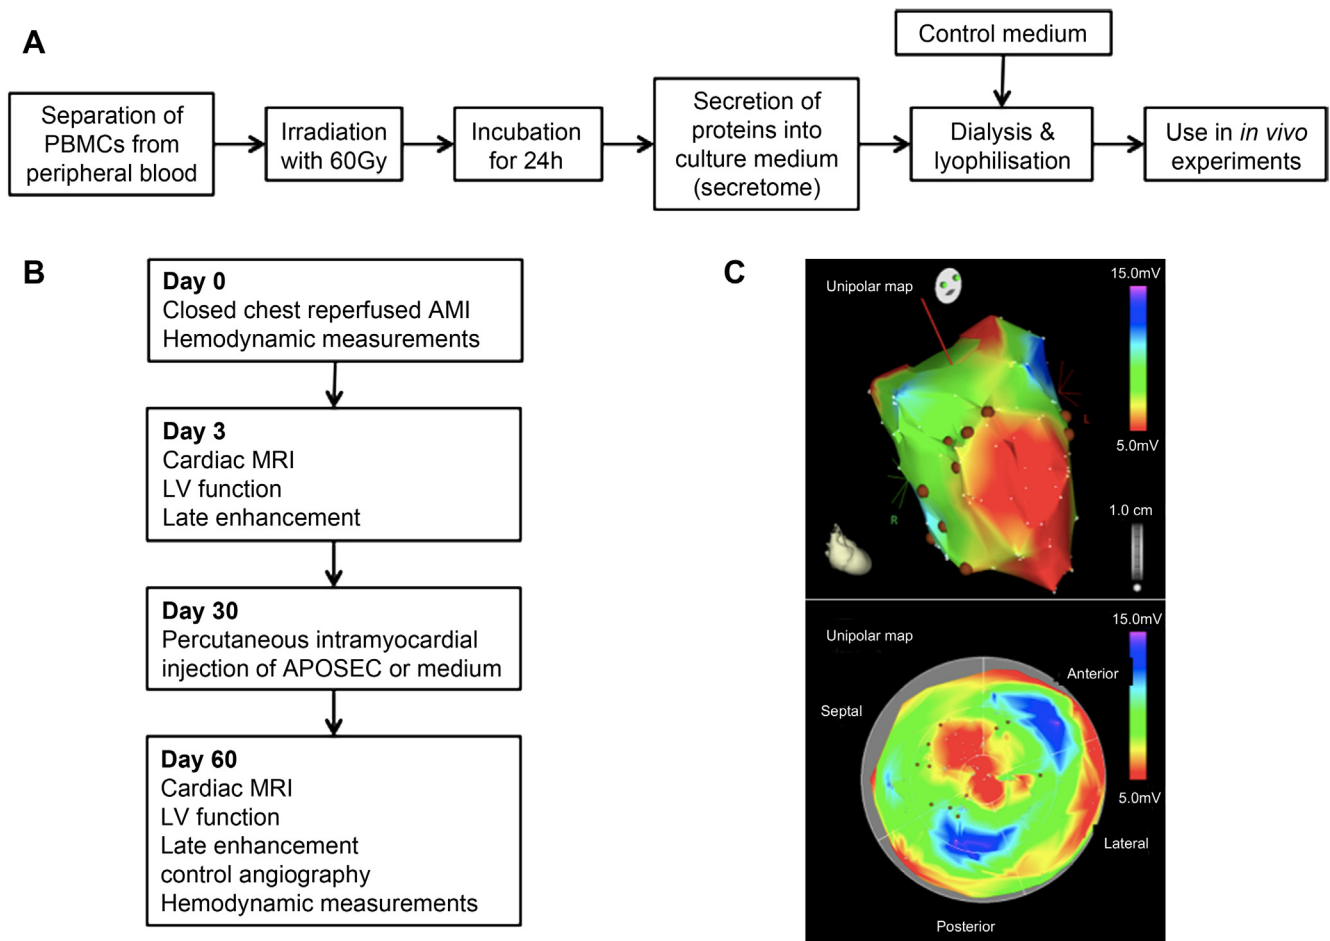 A
Control medium
Separation of
PBMCs from
peripheral blood
Irradiation
with 60Gy
Incubation
for 24h
Secretion of
proteins into
culture medium
(secretome)
Dialysis &
lyophilisation
Use in in vivo
experiments
B
Day 0
Closed chest reperfused AMI
Hemodynamic measurements
Day 3
Cardiac MRI
LV function
Late enhancement
Day 30
Percutaneous intramyocardial
injection of APOSEC or medium
Day 60
Cardiac MRI
LV function
Late enhancement
control angiography
Hemodynamic measurements
C
Unipolar map
15.0mV
5.0mV
L
R
1.0 cm
Unipolar map
15.0mV
Anterior
Septal
5.0mV
Lateral
Posterior